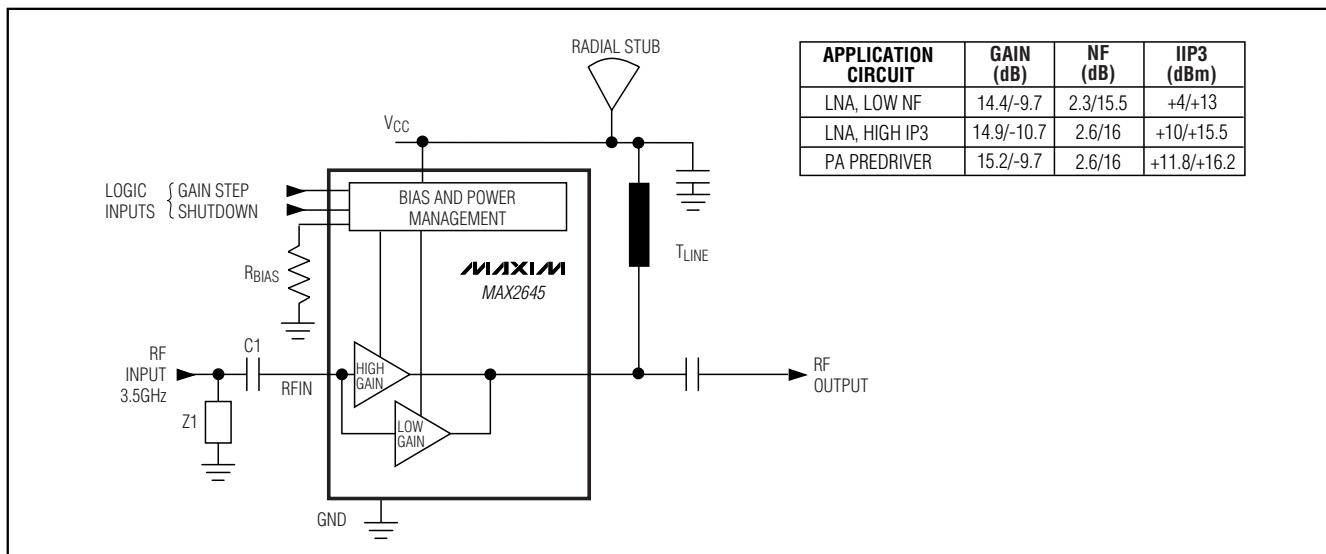 RADIAL STUB
VCC
LOGIC INPUTS { GAIN STEP
SHUTDOWN
BIAS AND POWER
MANAGEMENT
RBIAS
MAXIM
MAX2645
TLINE
RF
INPUT
3.5GHz
C1
RFIN
Z1
HIGH
GAIN
LOW
GAIN
RF
OUTPUT
GND
APPLICATION CIRCUIT GAIN (dB) NF (dB) IIP3 (dBm)
LNA, LOW NF 14.4/-9.7 2.3/15.5 +4/+13
LNA, HIGH IP3 14.9/-10.7 2.6/16 +10/+15.5
PA PREDRIVER 15.2/-9.7 2.6/16 +11.8/+16.2